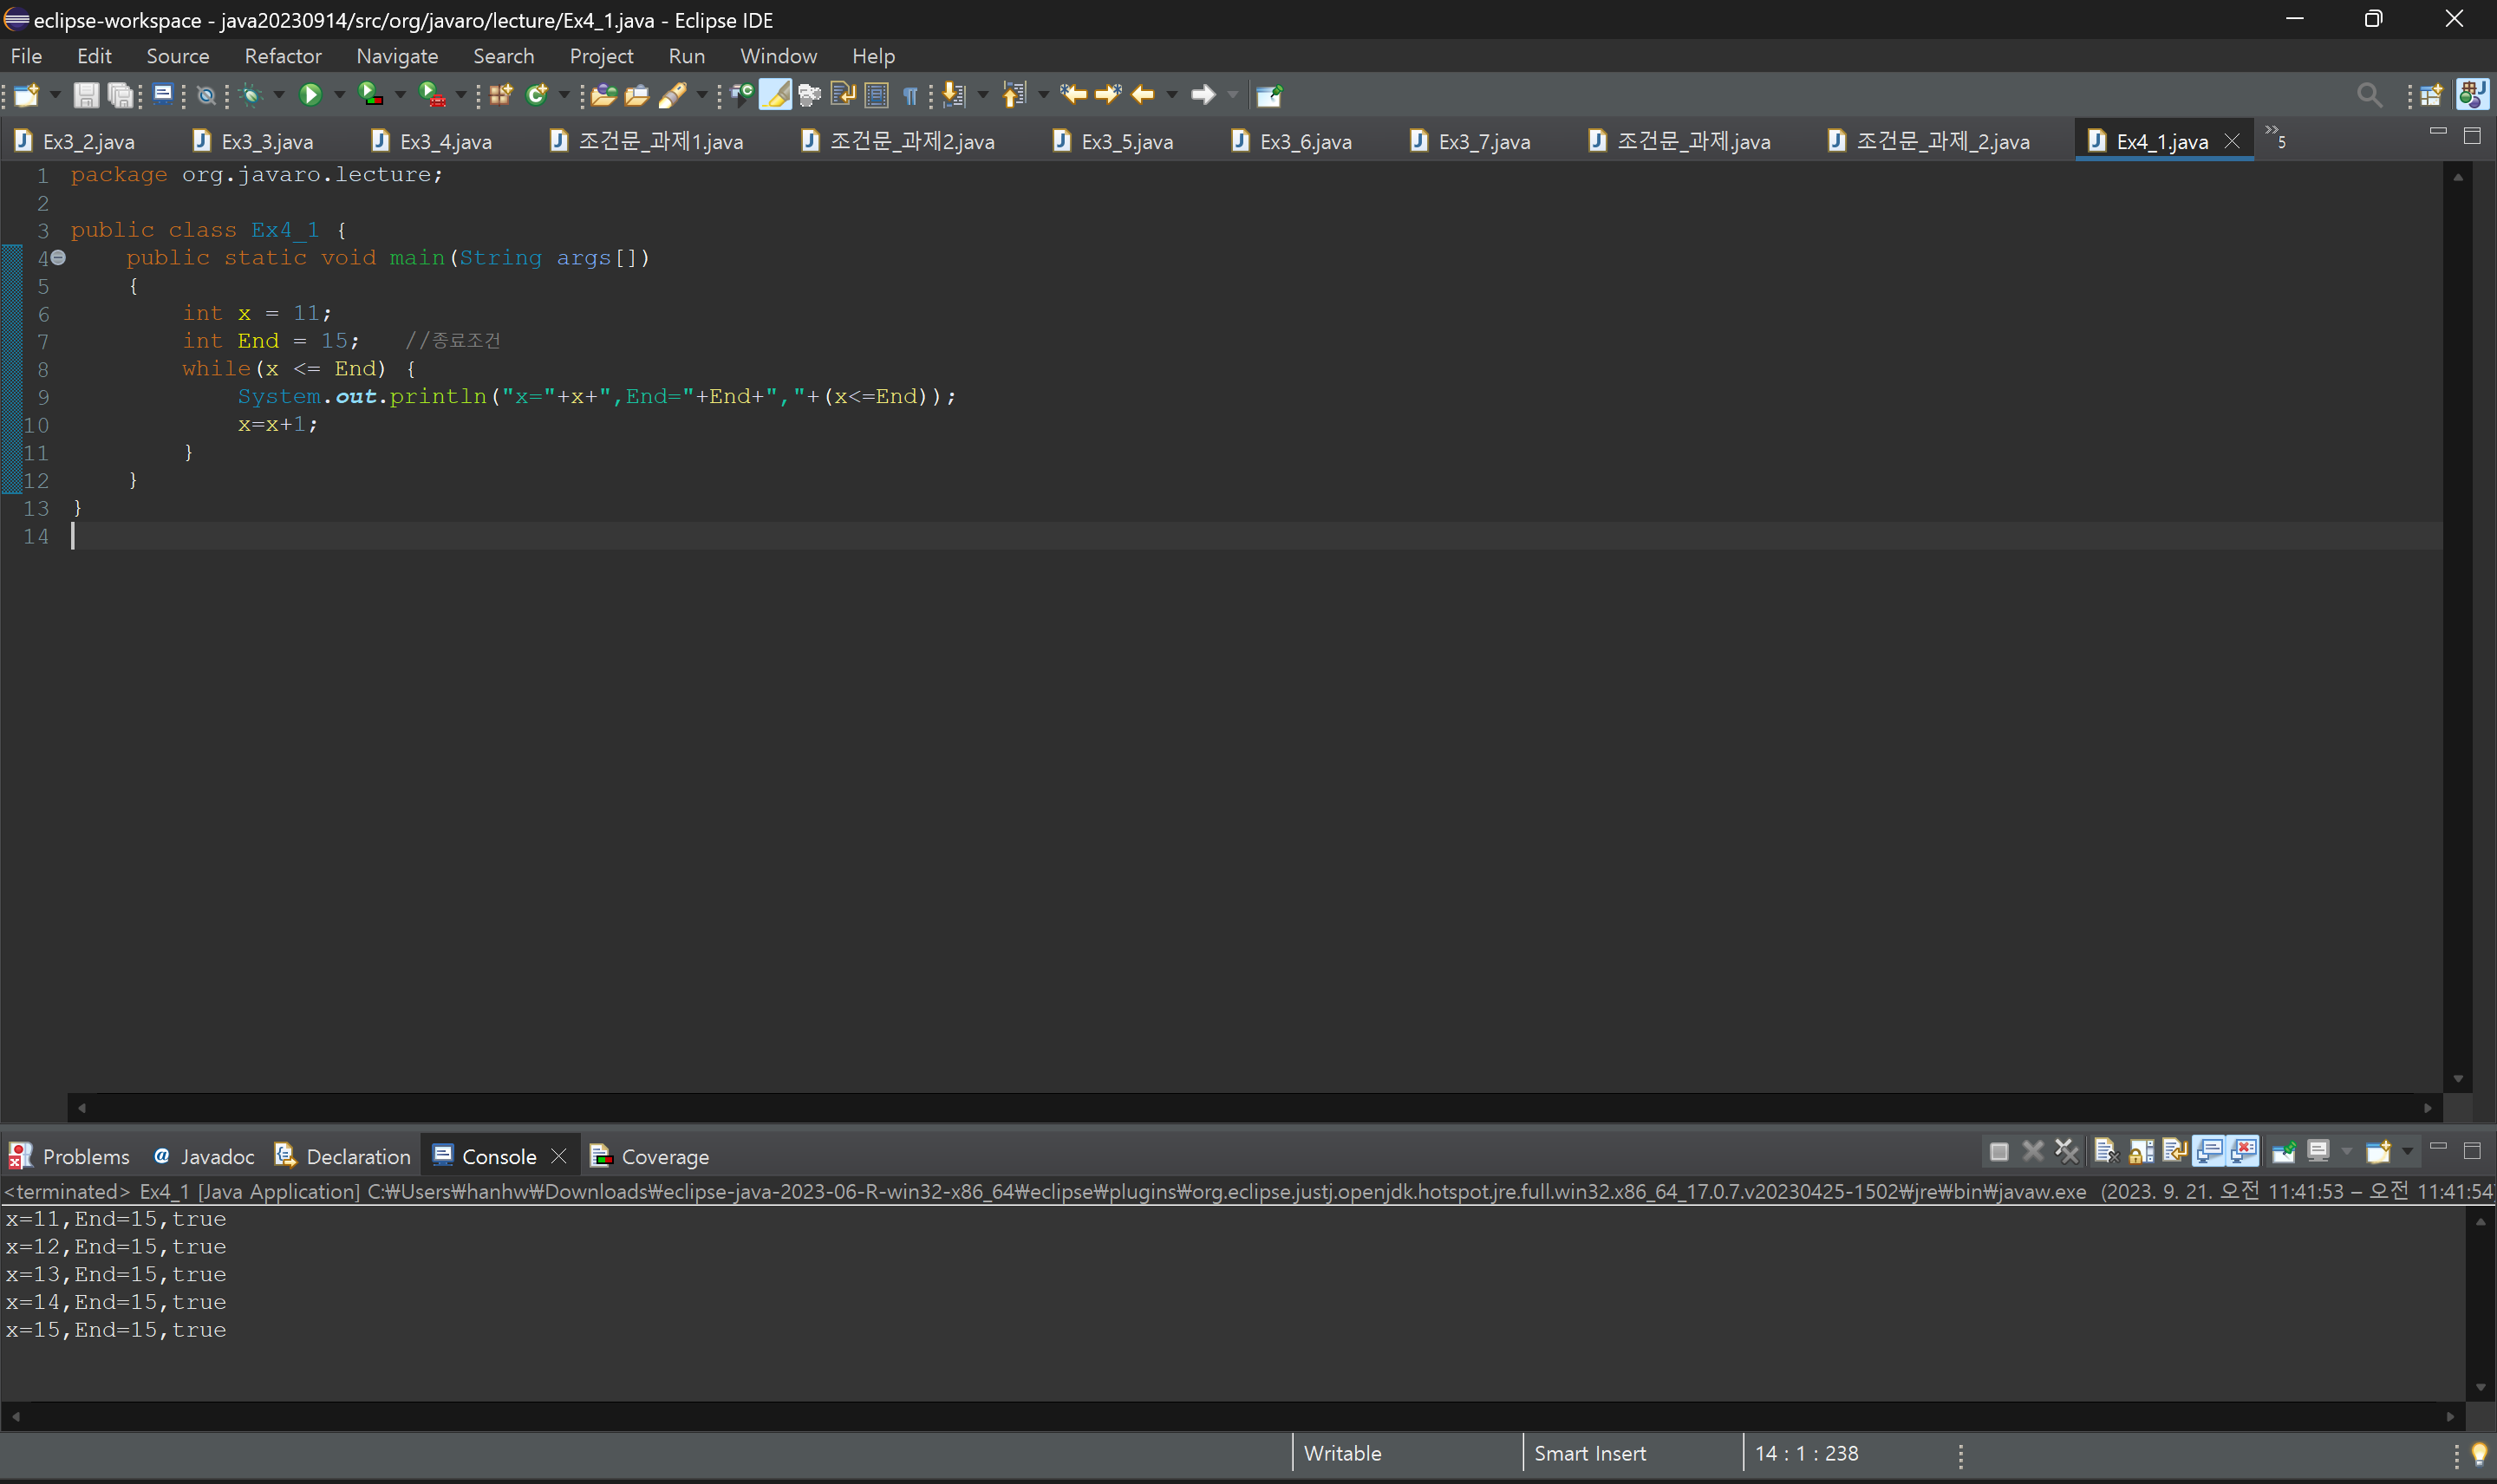 eclipse-workspace - java20230914/src/org/javaro/lecture/Ex4_1.java - Eclipse IDE
File Edit Source Refactor Navigate Search Project Run Window Help
Ex3_2.java Ex3_3.java Ex3_4.java 조건문_과제1.java 조건문_과제2.java Ex3_5.java Ex3_6.java Ex3_7.java 조건문_과제.java 조건문_과제_2.java Ex4_1.java »5
1 package org.javaro.lecture;
2
3 public class Ex4_1 {
4 public static void main(String args[])
5 {
6 int x = 11;
7 int End = 15; //종료조건
8 while(x <= End) {
9 System.out.println("x="+x+",End="+End+","+(x<=End));
10 x=x+1;
11 }
12 }
13 }
14
Problems Javadoc Declaration Console Coverage
<terminated> Ex4_1 [Java Application] C:₩Users₩hanhw₩Downloads₩eclipse-java-2023-06-R-win32-x86_64₩eclipse₩plugins₩org.eclipse.justj.openjdk.hotspot.jre.full.win32.x86_64_17.0.7.v20230425-1502₩jre₩bin₩javaw.exe (2023. 9. 21. 오전 11:41:53 – 오전 11:41:54
x=11,End=15,true
x=12,End=15,true
x=13,End=15,true
x=14,End=15,true
x=15,End=15,true
Writable Smart Insert 14 : 1 : 238